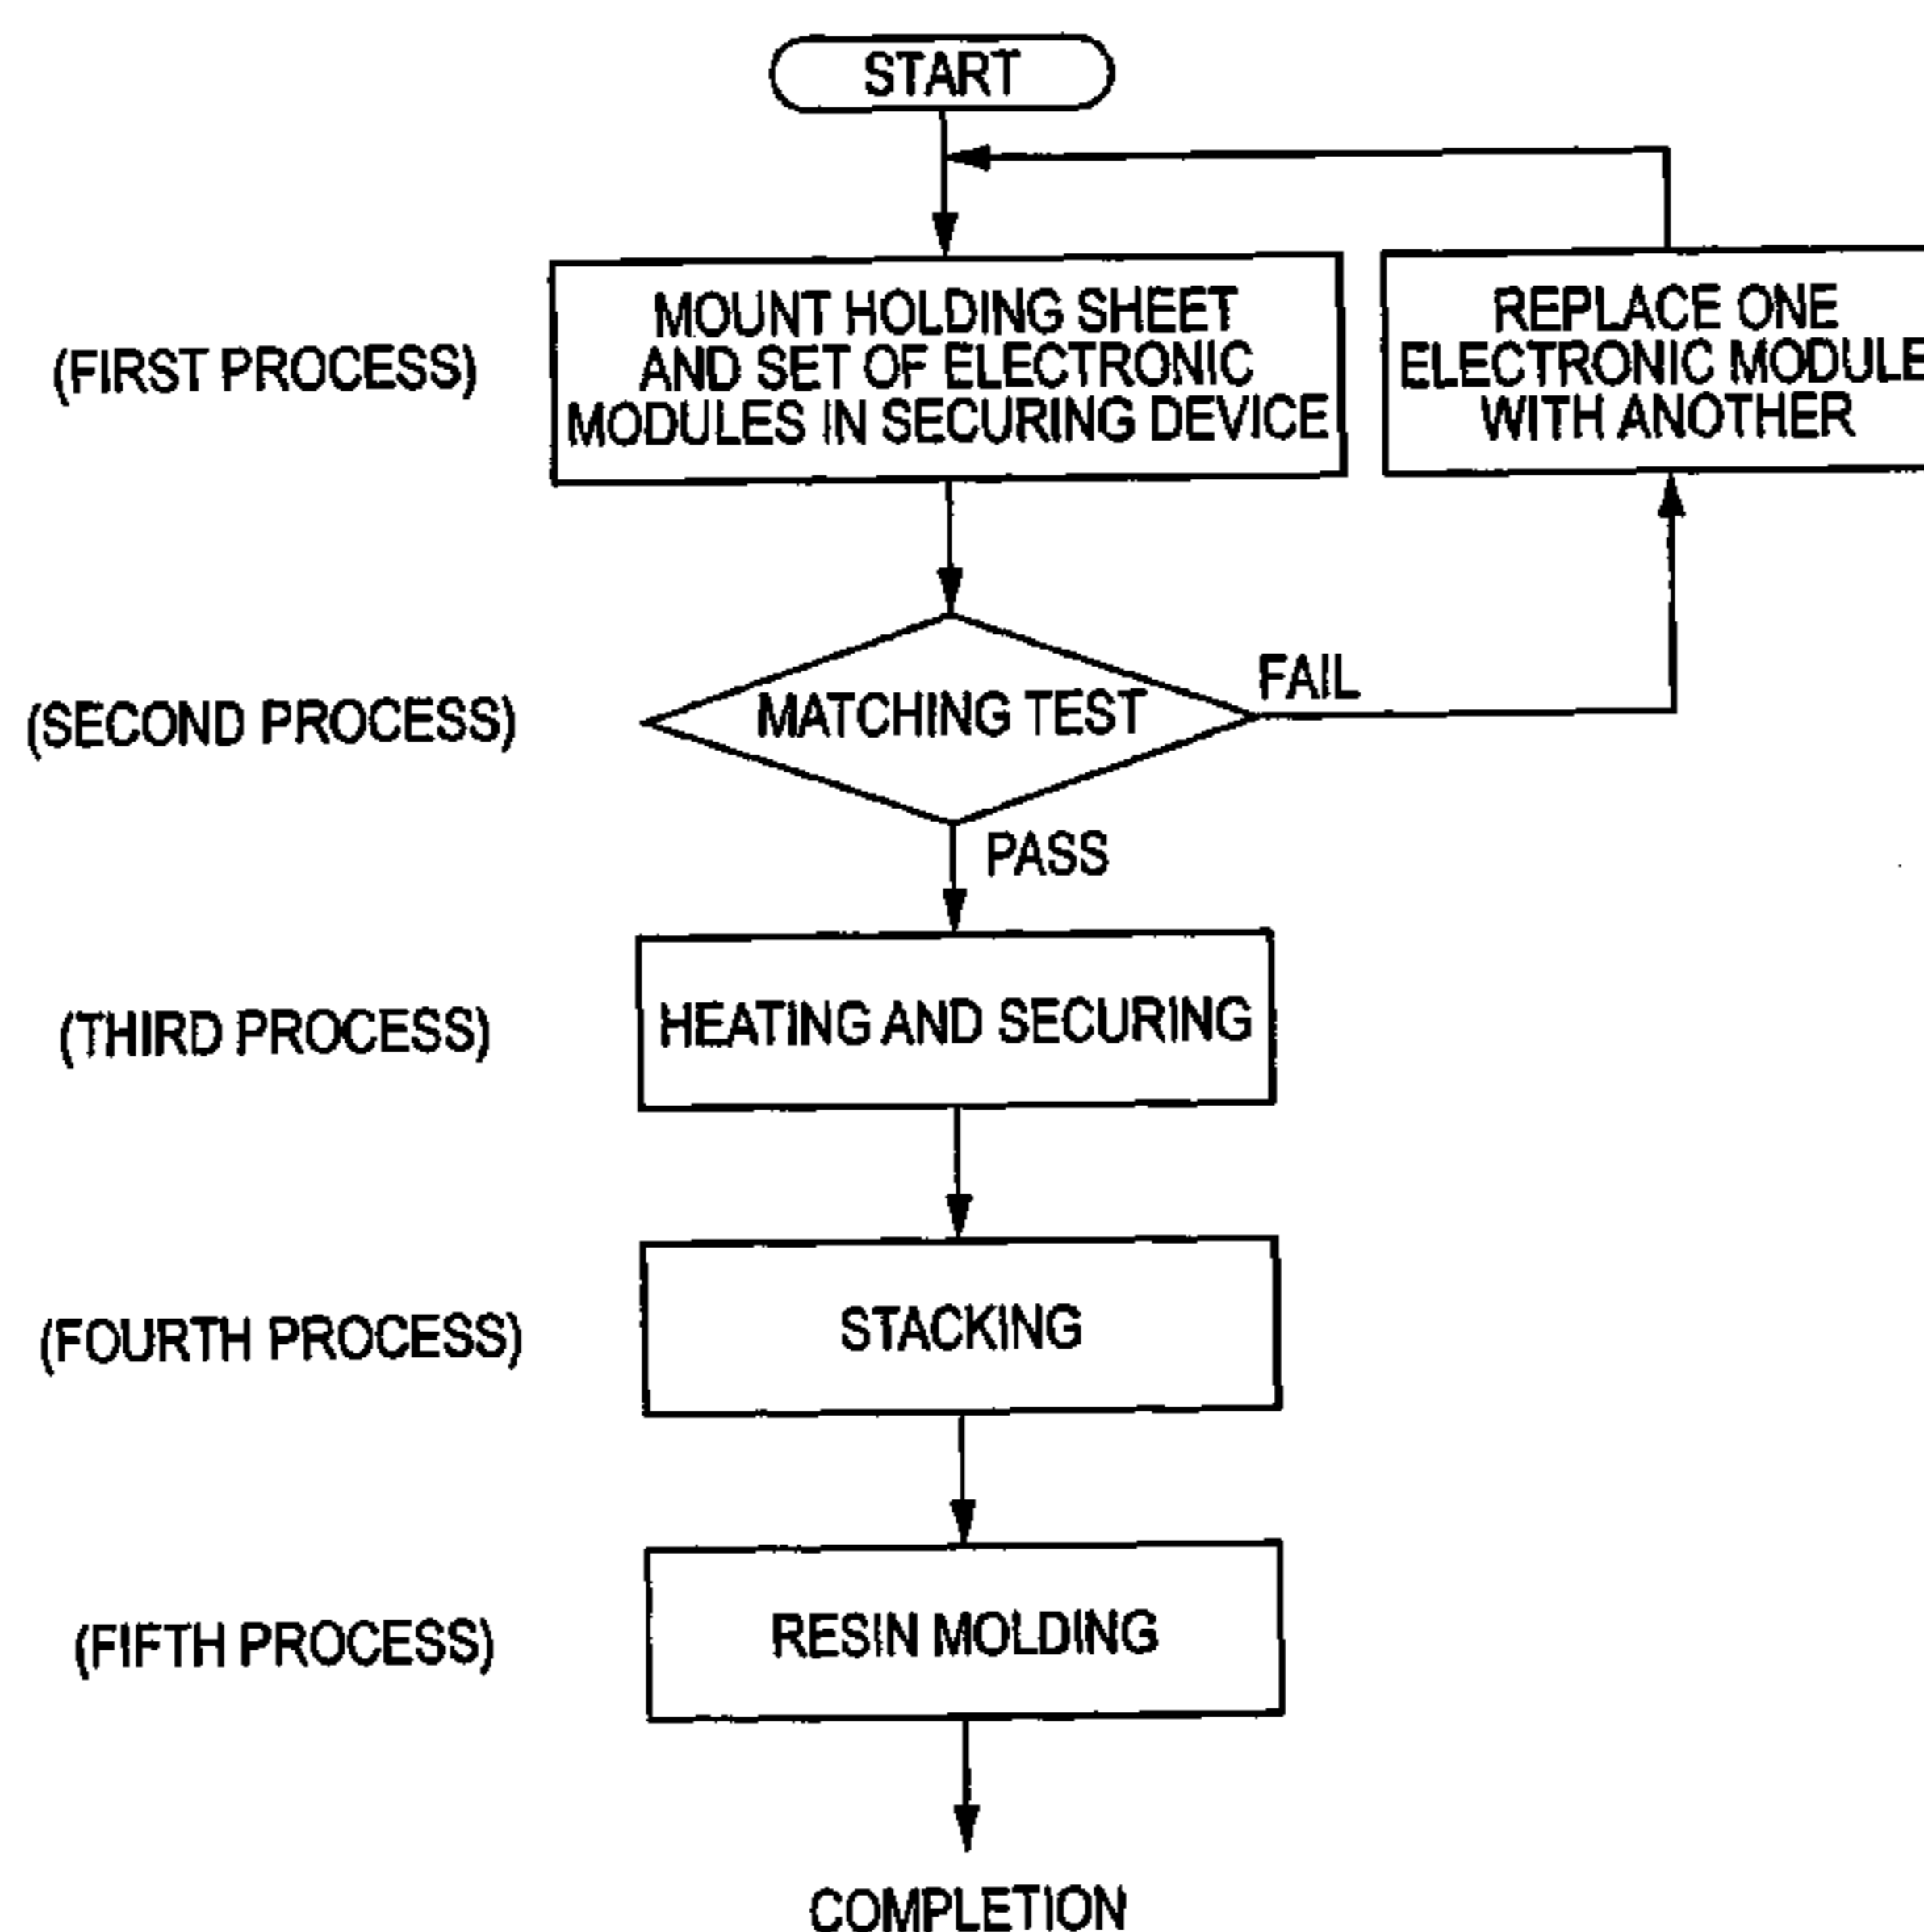 START
(FIRST PROCESS)
MOUNT HOLDING SHEET
AND SET OF ELECTRONIC
MODULES IN SECURING DEVICE
REPLACE ONE
ELECTRONIC MODULE
WITH ANOTHER
(SECOND PROCESS)
MATCHING TEST
FAIL
PASS
(THIRD PROCESS)
HEATING AND SECURING
(FOURTH PROCESS)
STACKING
(FIFTH PROCESS)
RESIN MOLDING
COMPLETION